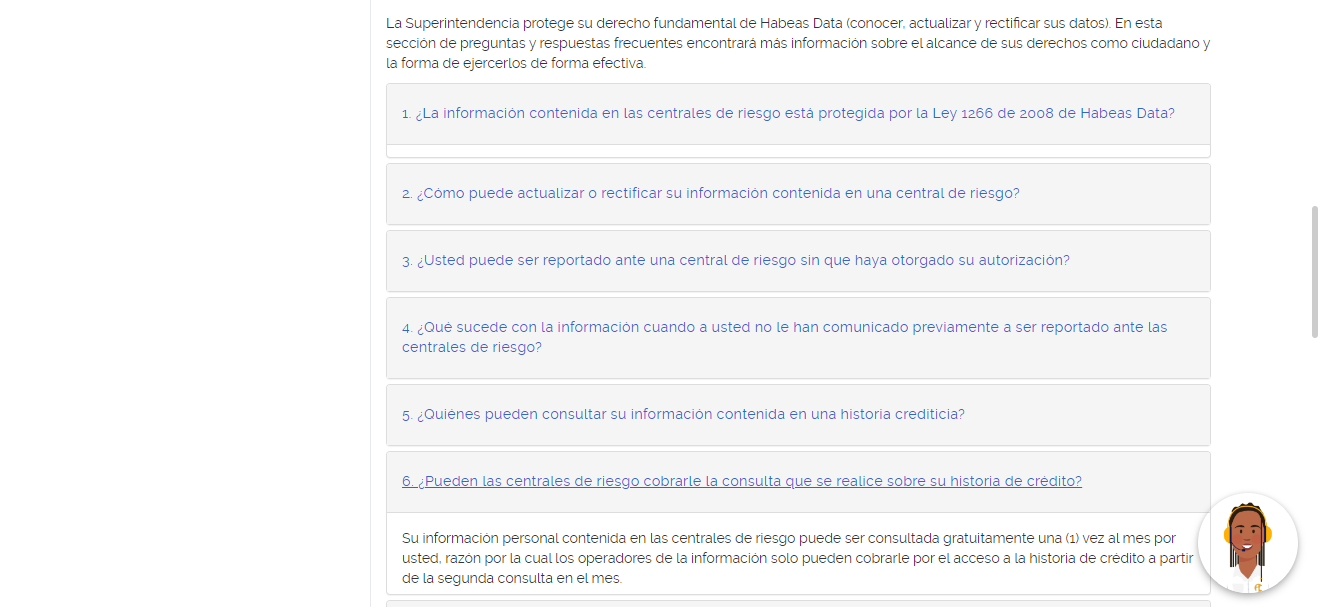 La Superintendencia protege su derecho fundamental de Habeas Data (conocer, actualizar y rectificar sus datos). En esta
sección de preguntas y respuestas frecuentes encontrará más información sobre el alcance de sus derechos como ciudadano y
la forma de ejercerlos de forma efectiva.
1. ¿La información contenida en las centrales de riesgo está protegida por la Ley 1266 de 2008 de Habeas Data?
2. ¿Cómo puede actualizar o rectificar su información contenida en una central de riesgo?
3. ¿Usted puede ser reportado ante una central de riesgo sin que haya otorgado su autorización?
4. ¿Qué sucede con la información cuando a usted no le han comunicado previamente a ser reportado ante las
centrales de riesgo?
5. ¿Quiénes pueden consultar su información contenida en una historia crediticia?
6. ¿Pueden las centrales de riesgo cobrarle la consulta que se realice sobre su historia de crédito?
Su información personal contenida en las centrales de riesgo puede ser consultada gratuitamente una (1) vez al mes por
usted, razón por la cual los operadores de la información solo pueden cobrarle por el acceso a la historia de crédito a partir
de la segunda consulta en el mes.